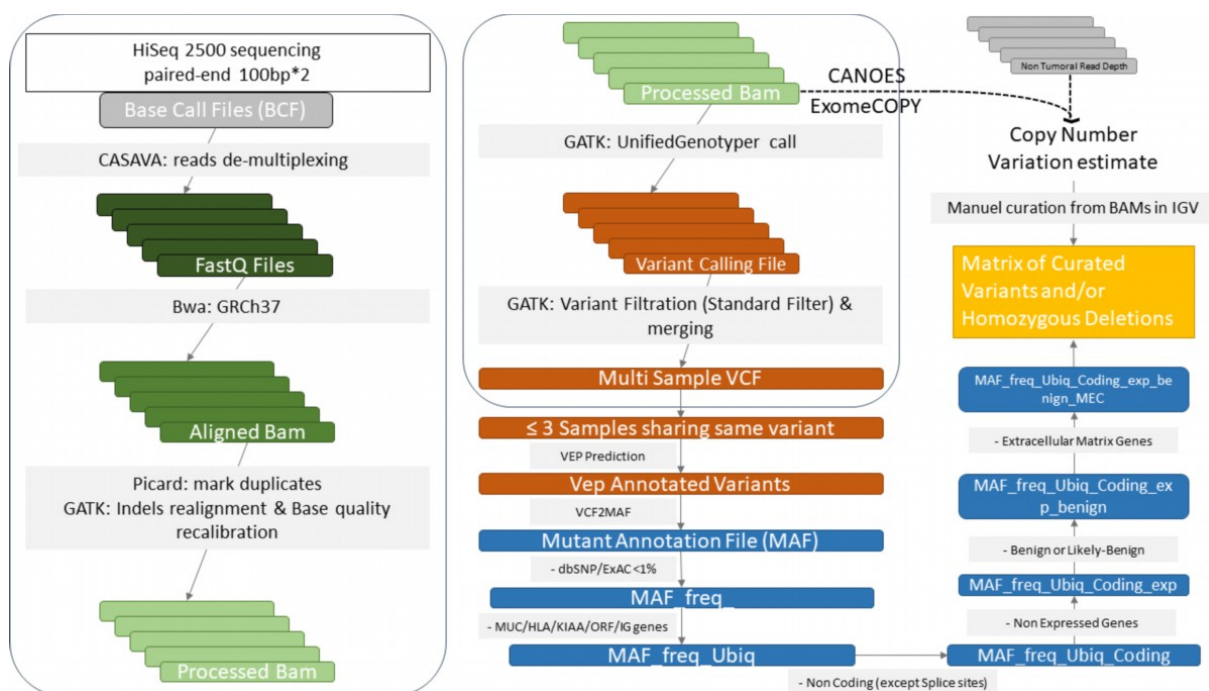 HiSeq 2500 sequencing
paired-end 100bp*2
Base Call Files (BCF)
CASAVA: reads de-multiplexing
FastQ Files
Bwa: GRCh37
Aligned Bam
Picard: mark duplicates
GATK: Indels realignment & Base quality
recalibration
Processed Bam
Processed Bam
CANOES
ExomeCOPY
GATK: UnifiedGenotyper call
Variant Calling File
GATK: Variant Filtration (Standard Filter) &
merging
Multi Sample VCF
≤ 3 Samples sharing same variant
VEP Prediction
Vep Annotated Variants
VCF2MAF
Mutant Annotation File (MAF)
- dbSNP/ExAC <1%
MAF_freq_
- MUC/HLA/KIAA/ORF/IG genes
MAF_freq_Ubiq
- Non Coding (except Splice sites)
Non Tumoral Read Depth
Copy Number
Variation estimate
Manuel curation from BAMs in IGV
Matrix of Curated
Variants and/or
Homozygous Deletions
MAF_freq_Ubiq_Coding_exp_be
nign_MEC
- Extracellular Matrix Genes
MAF_freq_Ubiq_Coding_ex
p_benign
- Benign or Likely-Benign
MAF_freq_Ubiq_Coding_exp
- Non Expressed Genes
MAF_freq_Ubiq_Coding